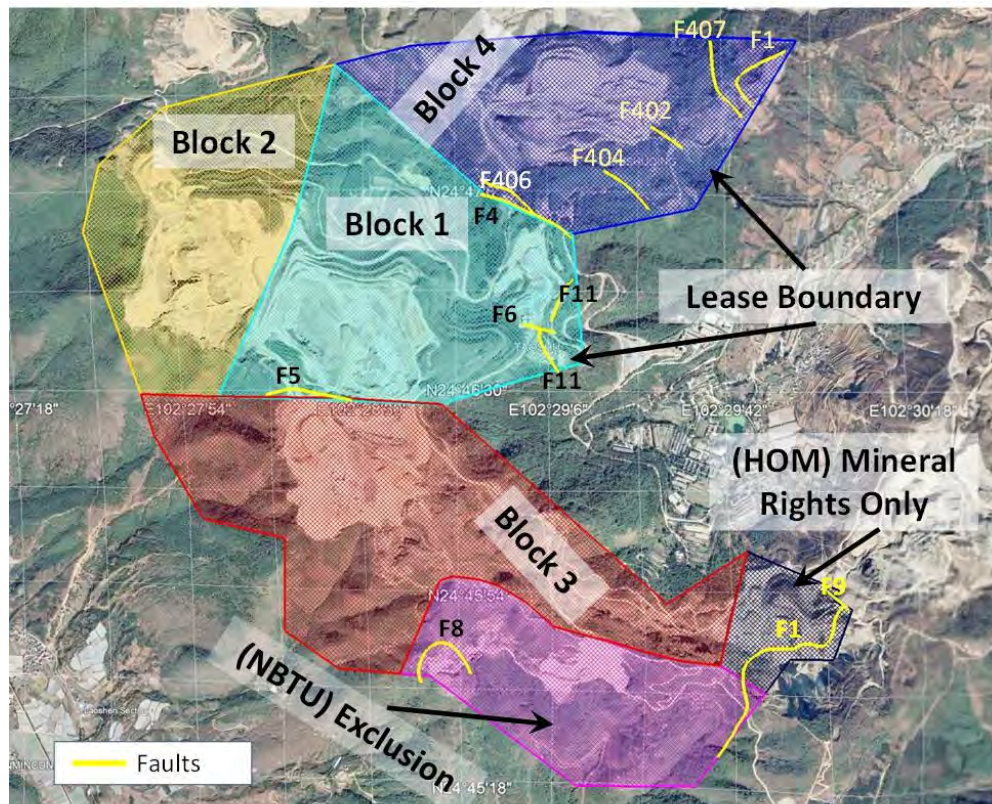 Block 4
F407
F1
Block 2
F402
F404
F406
N24°47'
F4
Block 1
Lease Boundary
F11
F6
F11
F5
N24°46'30"
27'18"
E102°27'54"
E102°29'6"
E102°29'42"
E102°30'18"
(HOM) Mineral
Rights Only
Block 3
N24°45'54"
F9
F1
F8
(NBTU) Exclusion
Faults
N24°45'18"